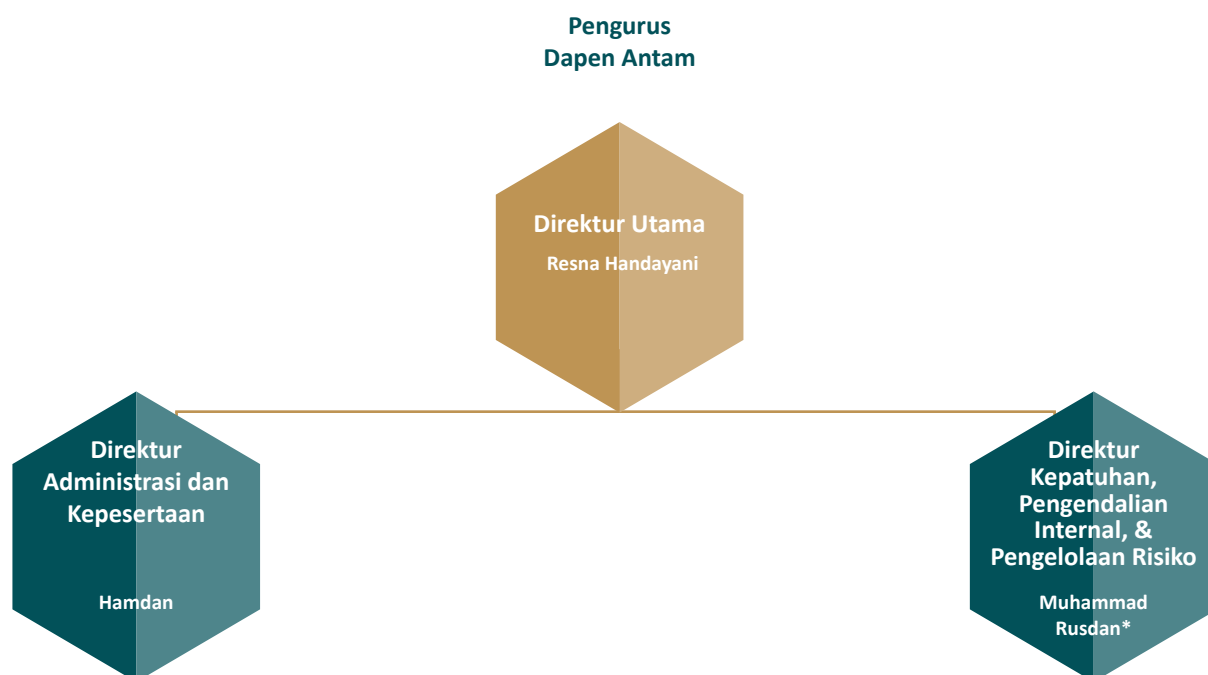 Pengurus
Dapen Antam
Direktur Utama
Resna Handayani
Direktur
Administrasi dan
Kepesertaan
Hamdan
Direktur
Kepatuhan,
Pengendalian
Internal, &
Pengelolaan Risiko
Muhammad
Rusdan*